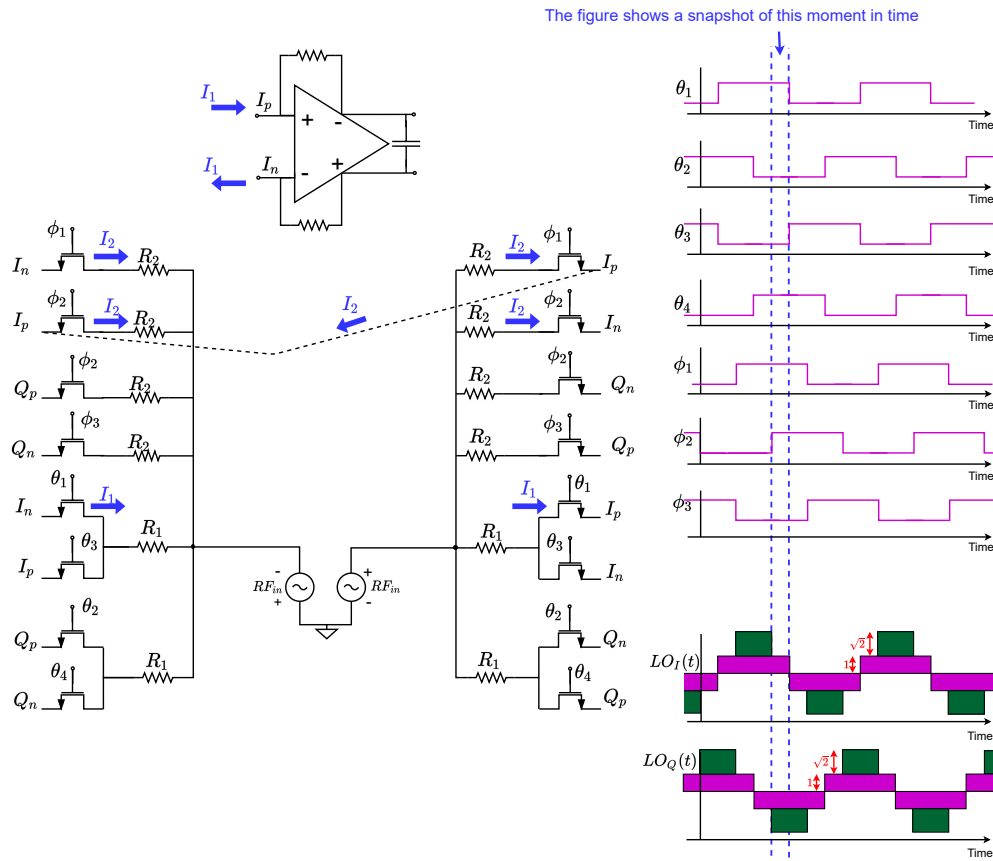 The figure shows a snapshot of this moment in time
I₁ Iₚ + -
I₁ Iₙ - +
ϕ₁ I₂ R₂ Iₙ
ϕ₂ I₂ R₂ Iₚ
ϕ₂ R₂ Qₚ
ϕ₃ R₂ Qₙ
θ₁ I₁ Iₙ
θ₃ R₁ Iₚ
θ₂ Qₚ
θ₄ R₁ Qₙ
I₂
- RFᵢₙ +
+ RFᵢₙ -
R₂ I₂ ϕ₁ Iₚ
R₂ I₂ ϕ₂ Iₙ
R₂ ϕ₂ Qₙ
R₂ ϕ₃ Qₚ
I₁ θ₁ Iₚ
R₁ θ₃ Iₙ
θ₂ Qₙ
R₁ θ₄ Qₚ
θ₁ Time
θ₂ Time
θ₃ Time
θ₄ Time
ϕ₁ Time
ϕ₂ Time
ϕ₃ Time
LO_I(t) 1 √2 Time
LO_Q(t) 1 √2 Time